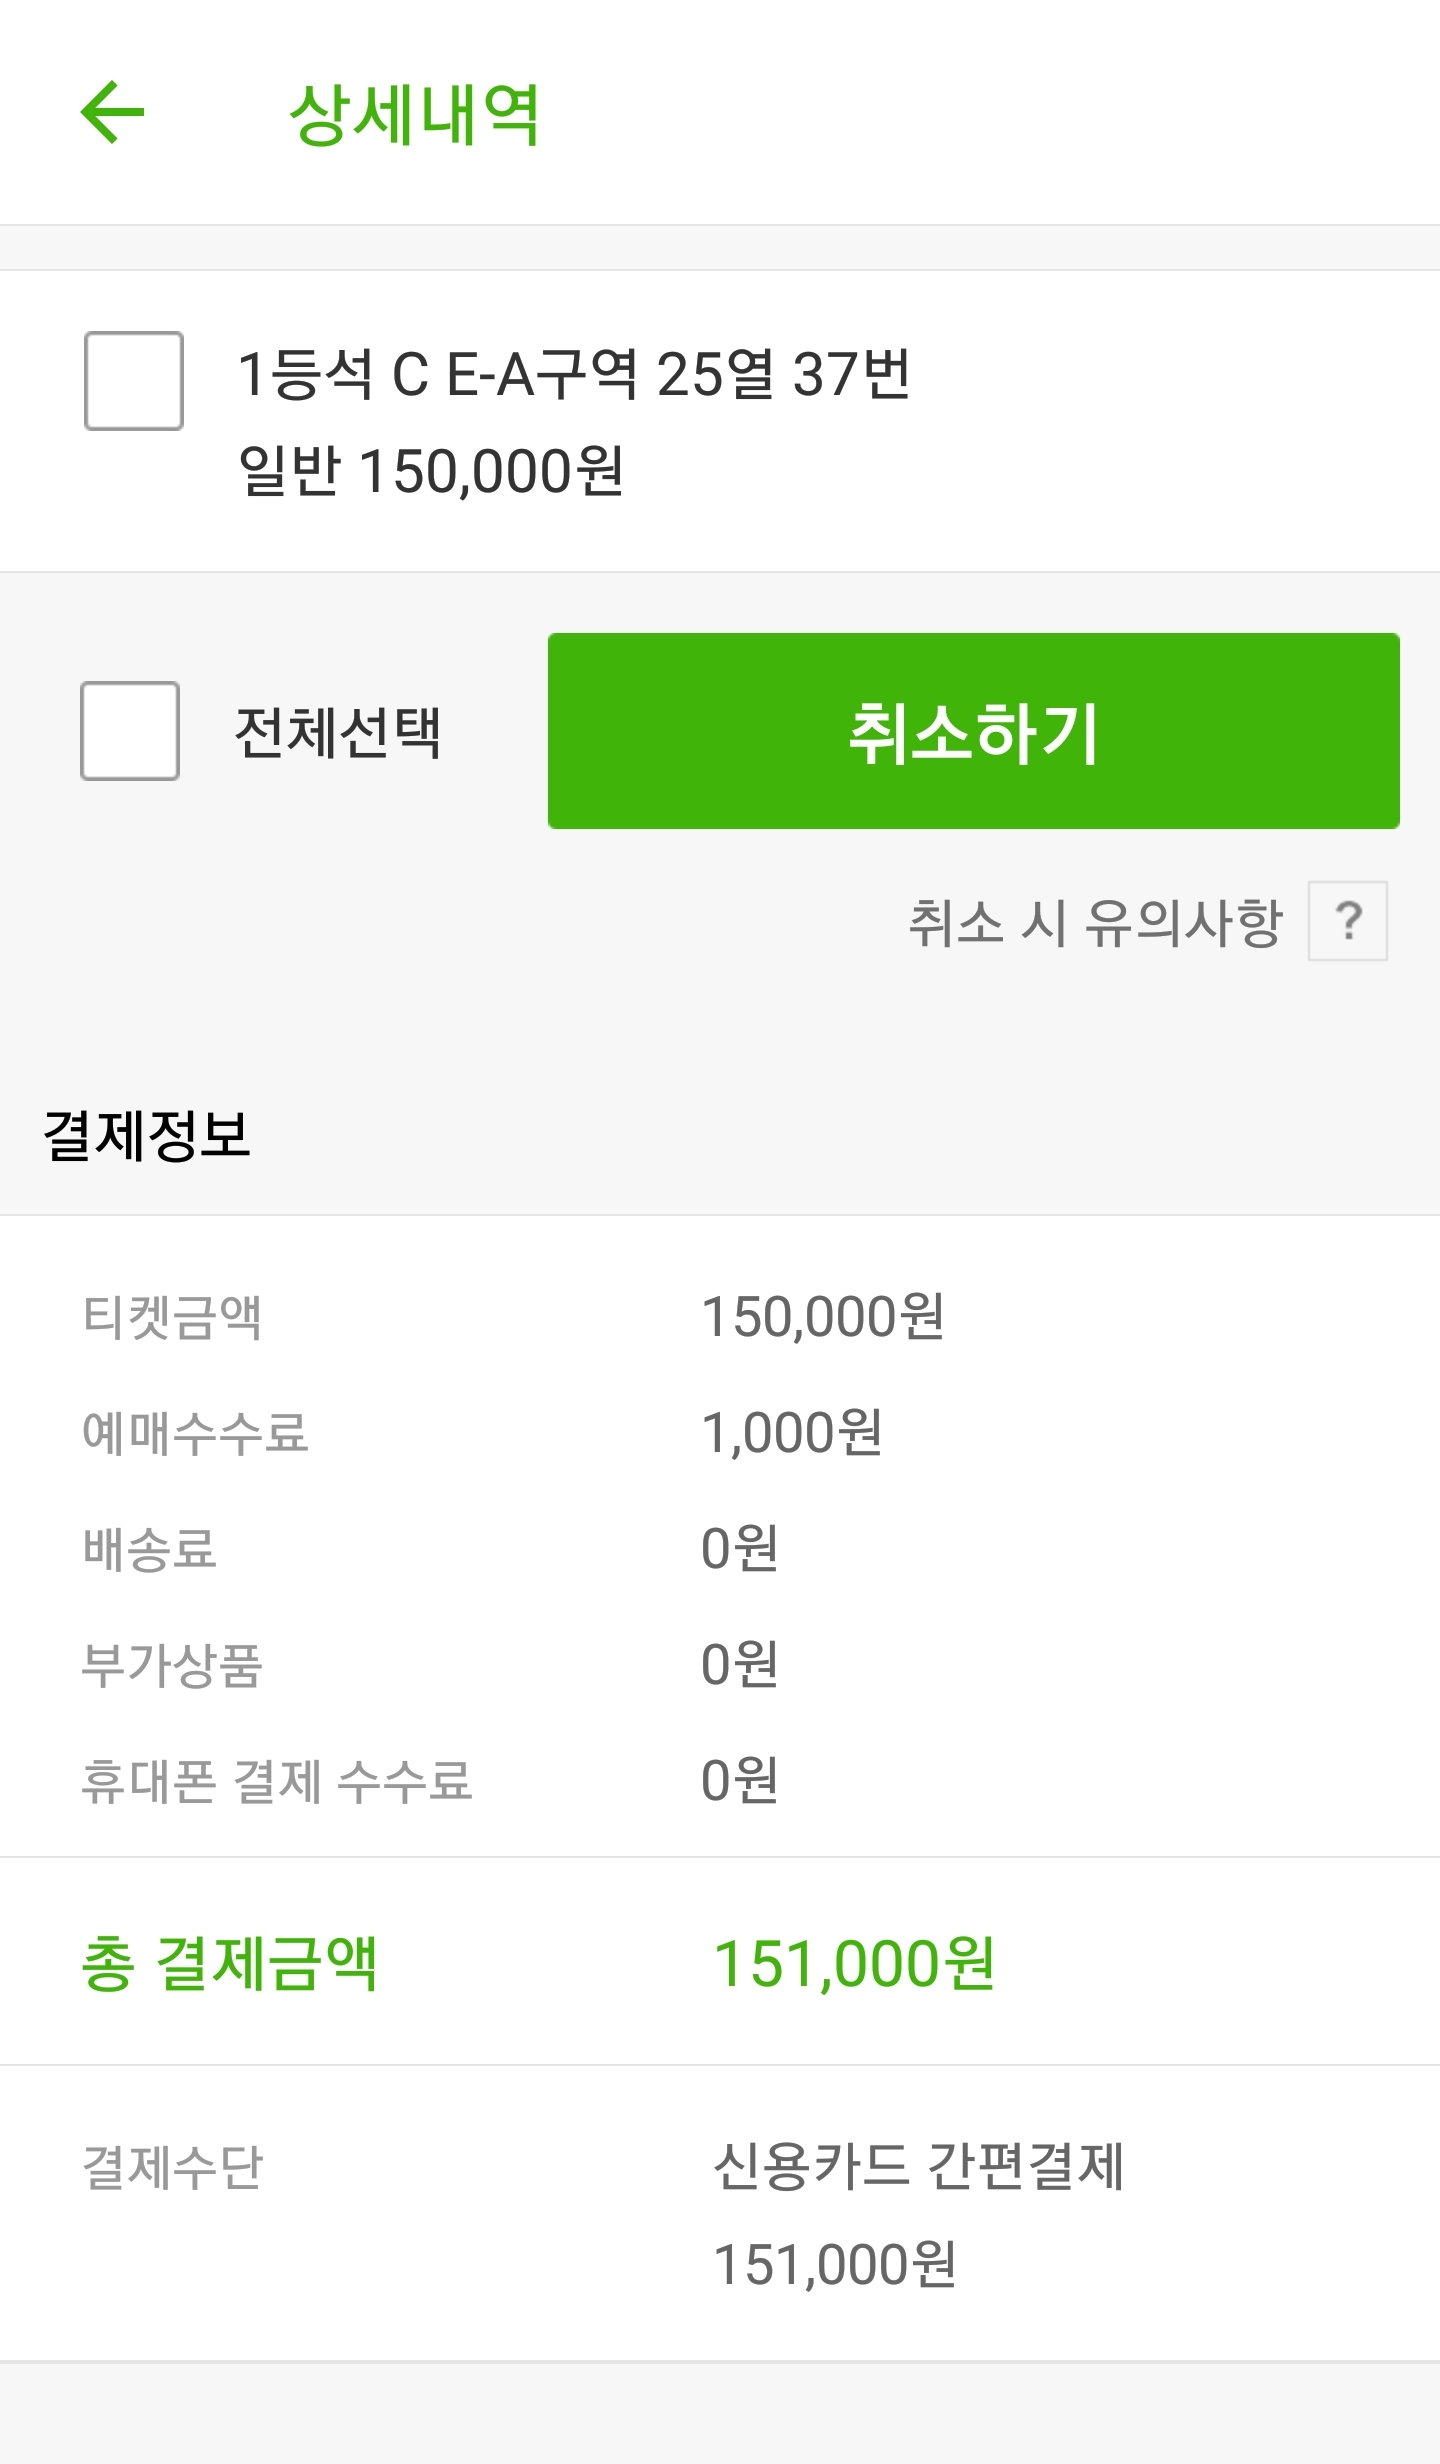 상세내역
1등석 C E-A구역 25열 37번
일반 150,000원
전체선택
취소하기
취소 시 유의사항 ?
결제정보
티켓금액 150,000원
예매수수료 1,000원
배송료 0원
부가상품 0원
휴대폰 결제 수수료 0원
총 결제금액 151,000원
결제수단 신용카드 간편결제
151,000원